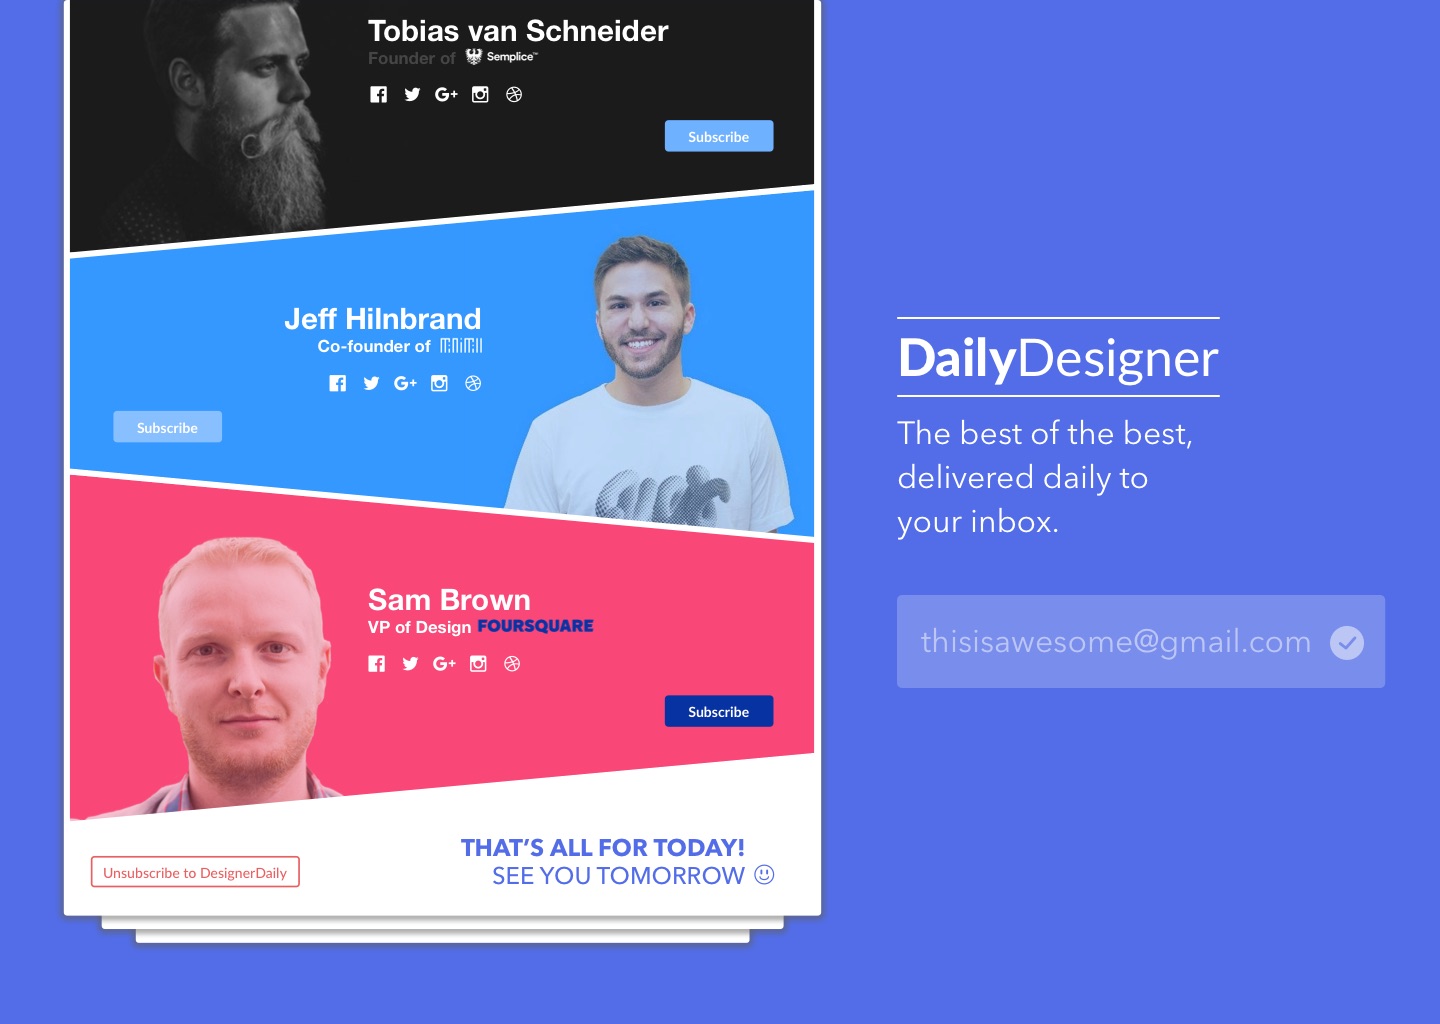 Tobias van Schneider
Founder of Semplice™
G+
Subscribe
Jeff Hilnbrand
Co-founder of
G+
Subscribe
Sam Brown
VP of Design FOURSQUARE
G+
Subscribe
THAT'S ALL FOR TODAY!
SEE YOU TOMORROW
Unsubscribe to DesignerDaily
DailyDesigner
The best of the best,
delivered daily to
your inbox.
thisisawesome@gmail.com